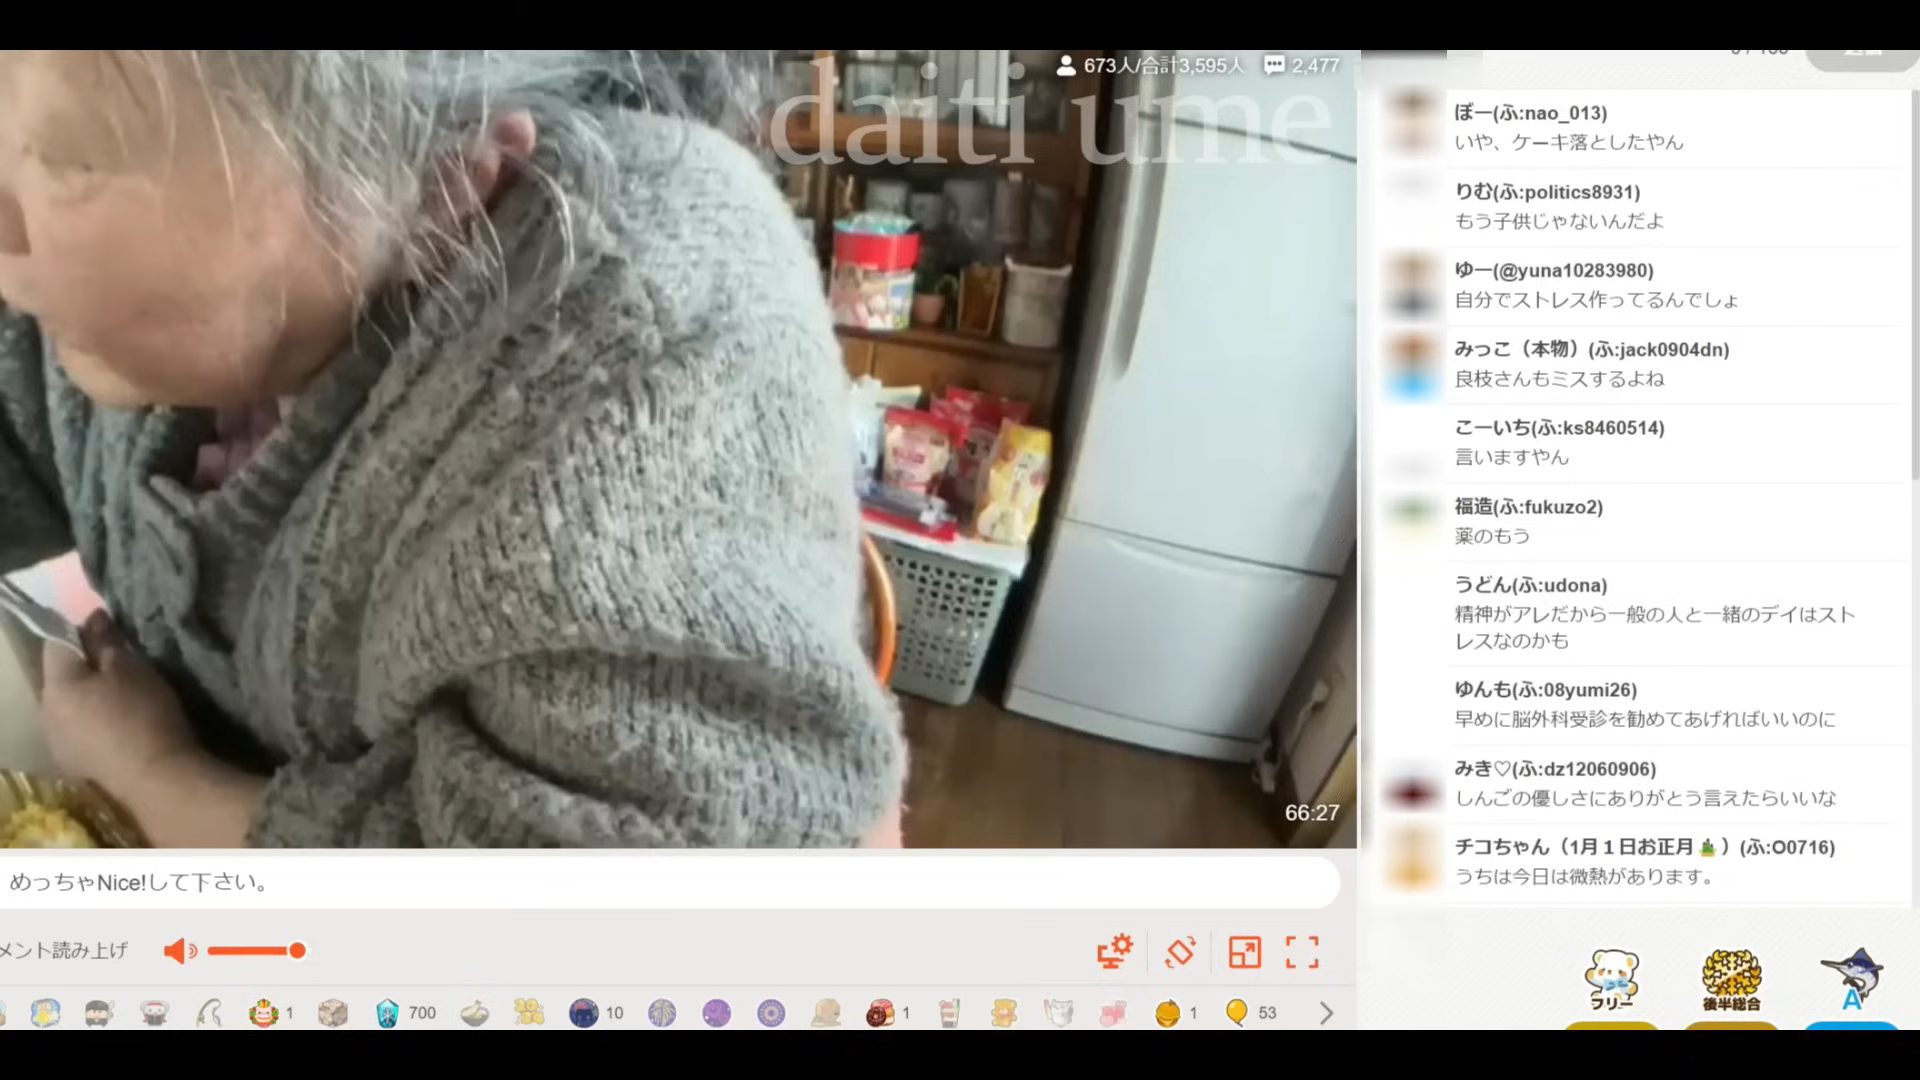 673人/合計3,595人 2,477
daiti ume
66:27
めっちゃNice!して下さい。
メント読み上げ
1
700
10
1
1
53
ぼー(ふ:nao_013)
いや、ケーキ落としたやん
りむ(ふ:politics8931)
もう子供じゃないんだよ
ゆー(@yuna10283980)
自分でストレス作ってるんでしょ
みっこ（本物）(ふ:jack0904dn)
良枝さんもミスするよね
こーいち(ふ:ks8460514)
言いますやん
福造(ふ:fukuzo2)
薬のもう
うどん(ふ:udona)
精神がアレだから一般の人と一緒のデイはスト
レスなのかも
ゆんも(ふ:08yumi26)
早めに脳外科受診を勧めてあげればいいのに
みき♡(ふ:dz12060906)
しんごの優しさにありがとう言えたらいいな
チコちゃん（1月１日お正月🎍）(ふ:O0716)
うちは今日は微熱があります。
フリー
後半総合
A